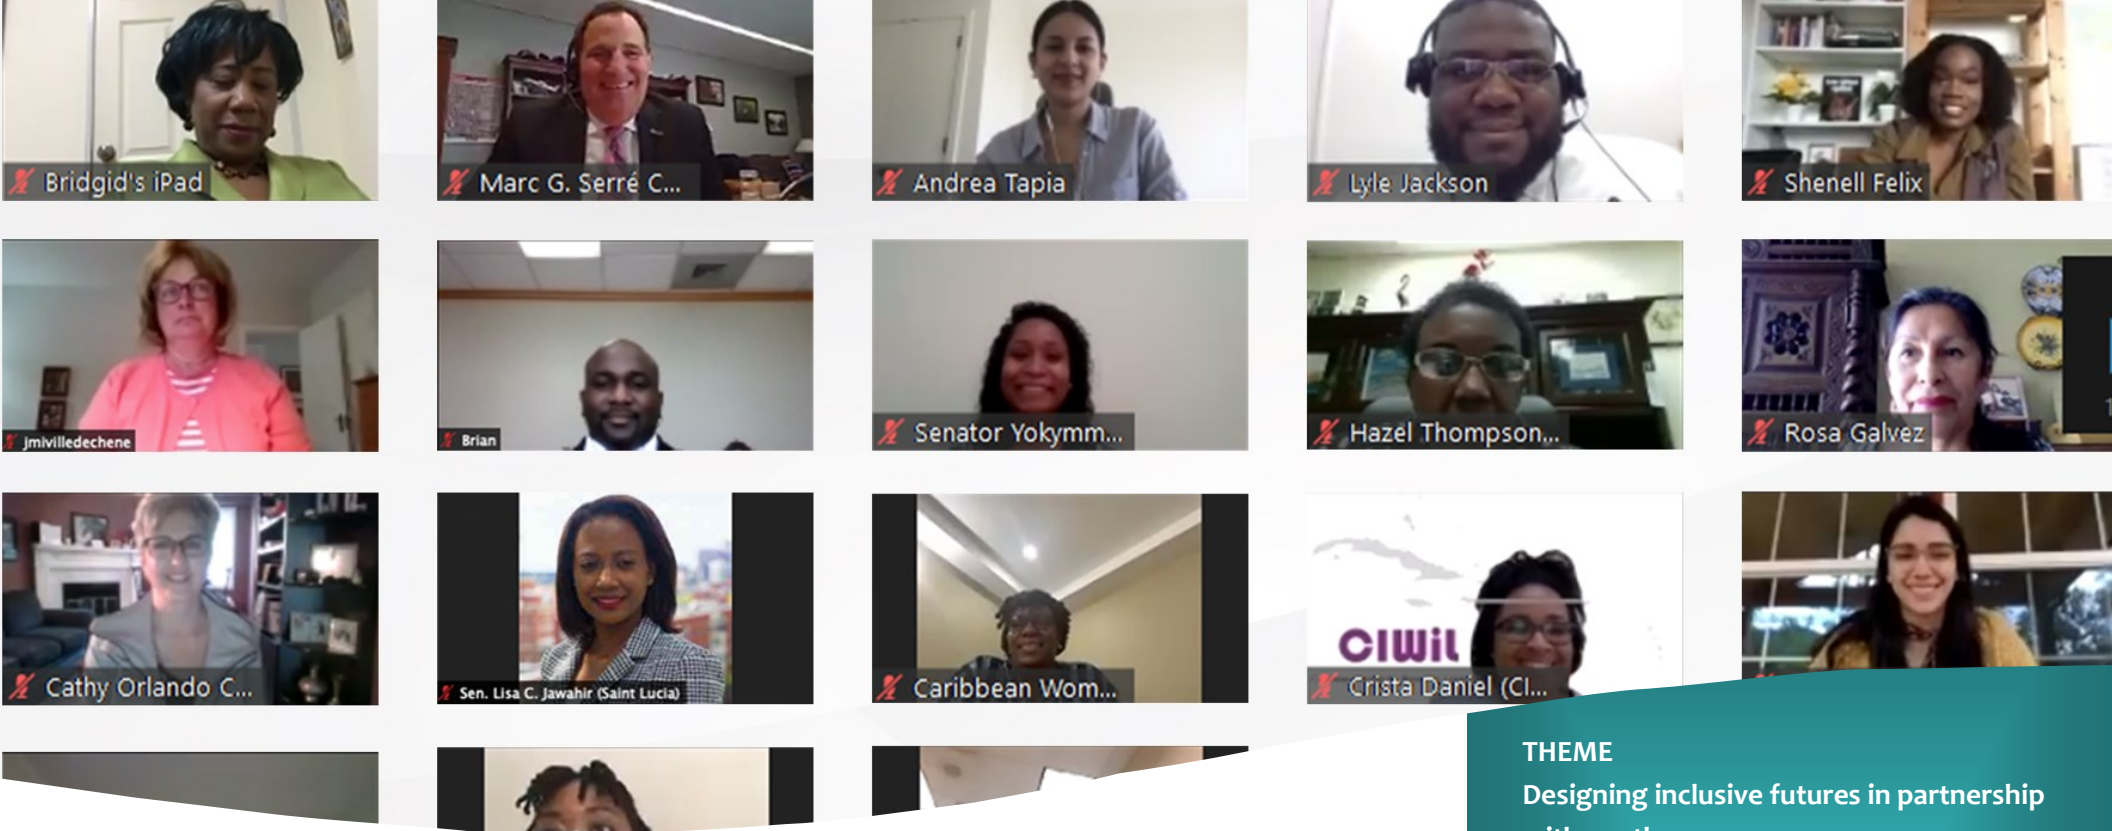 Bridgid's iPad
Marc G. Serré C...
Andrea Tapia
Lyle Jackson
Shenell Felix
jmivilledechene
Brian
Senator Yokymm...
Hazel Thompson...
Rosa Galvez
Cathy Orlando C...
Sen. Lisa C. Jawahir (Saint Lucia)
Caribbean Wom...
CIWiL
Crista Daniel (CI...
THEME
Designing inclusive futures in partnership